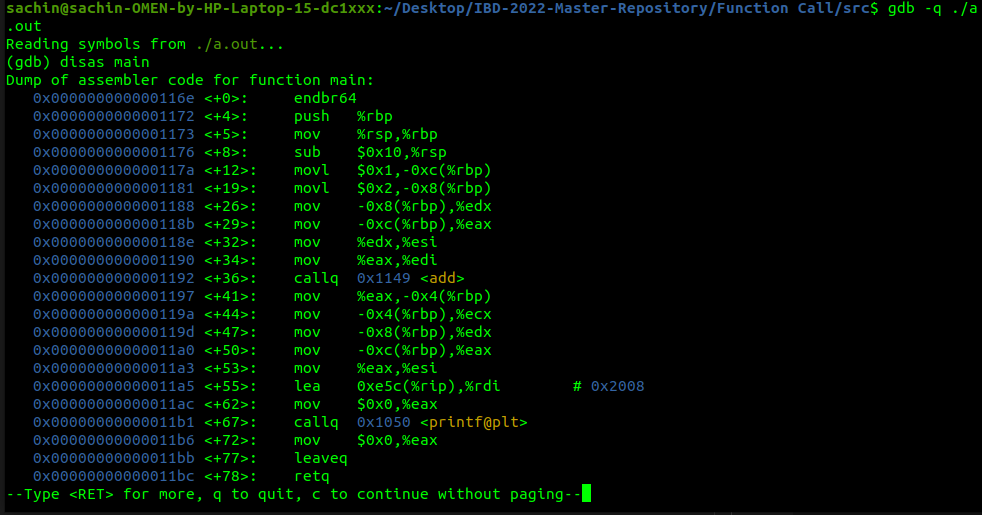 sachin@sachin-OMEN-by-HP-Laptop-15-dc1xxx:~/Desktop/IBD-2022-Master-Repository/Function Call/src$ gdb -q ./a
.out
Reading symbols from ./a.out...
(gdb) disas main
Dump of assembler code for function main:
   0x000000000000116e <+0>:     endbr64
   0x0000000000001172 <+4>:     push   %rbp
   0x0000000000001173 <+5>:     mov    %rsp,%rbp
   0x0000000000001176 <+8>:     sub    $0x10,%rsp
   0x000000000000117a <+12>:    movl   $0x1,-0xc(%rbp)
   0x0000000000001181 <+19>:    movl   $0x2,-0x8(%rbp)
   0x0000000000001188 <+26>:    mov    -0x8(%rbp),%edx
   0x000000000000118b <+29>:    mov    -0xc(%rbp),%eax
   0x000000000000118e <+32>:    mov    %edx,%esi
   0x0000000000001190 <+34>:    mov    %eax,%edi
   0x0000000000001192 <+36>:    callq  0x1149 <add>
   0x0000000000001197 <+41>:    mov    %eax,-0x4(%rbp)
   0x000000000000119a <+44>:    mov    -0x4(%rbp),%ecx
   0x000000000000119d <+47>:    mov    -0x8(%rbp),%edx
   0x00000000000011a0 <+50>:    mov    -0xc(%rbp),%eax
   0x00000000000011a3 <+53>:    mov    %eax,%esi
   0x00000000000011a5 <+55>:    lea    0xe5c(%rip),%rdi        # 0x2008
   0x00000000000011ac <+62>:    mov    $0x0,%eax
   0x00000000000011b1 <+67>:    callq  0x1050 <printf@plt>
   0x00000000000011b6 <+72>:    mov    $0x0,%eax
   0x00000000000011bb <+77>:    leaveq
   0x00000000000011bc <+78>:    retq
--Type <RET> for more, q to quit, c to continue without paging--